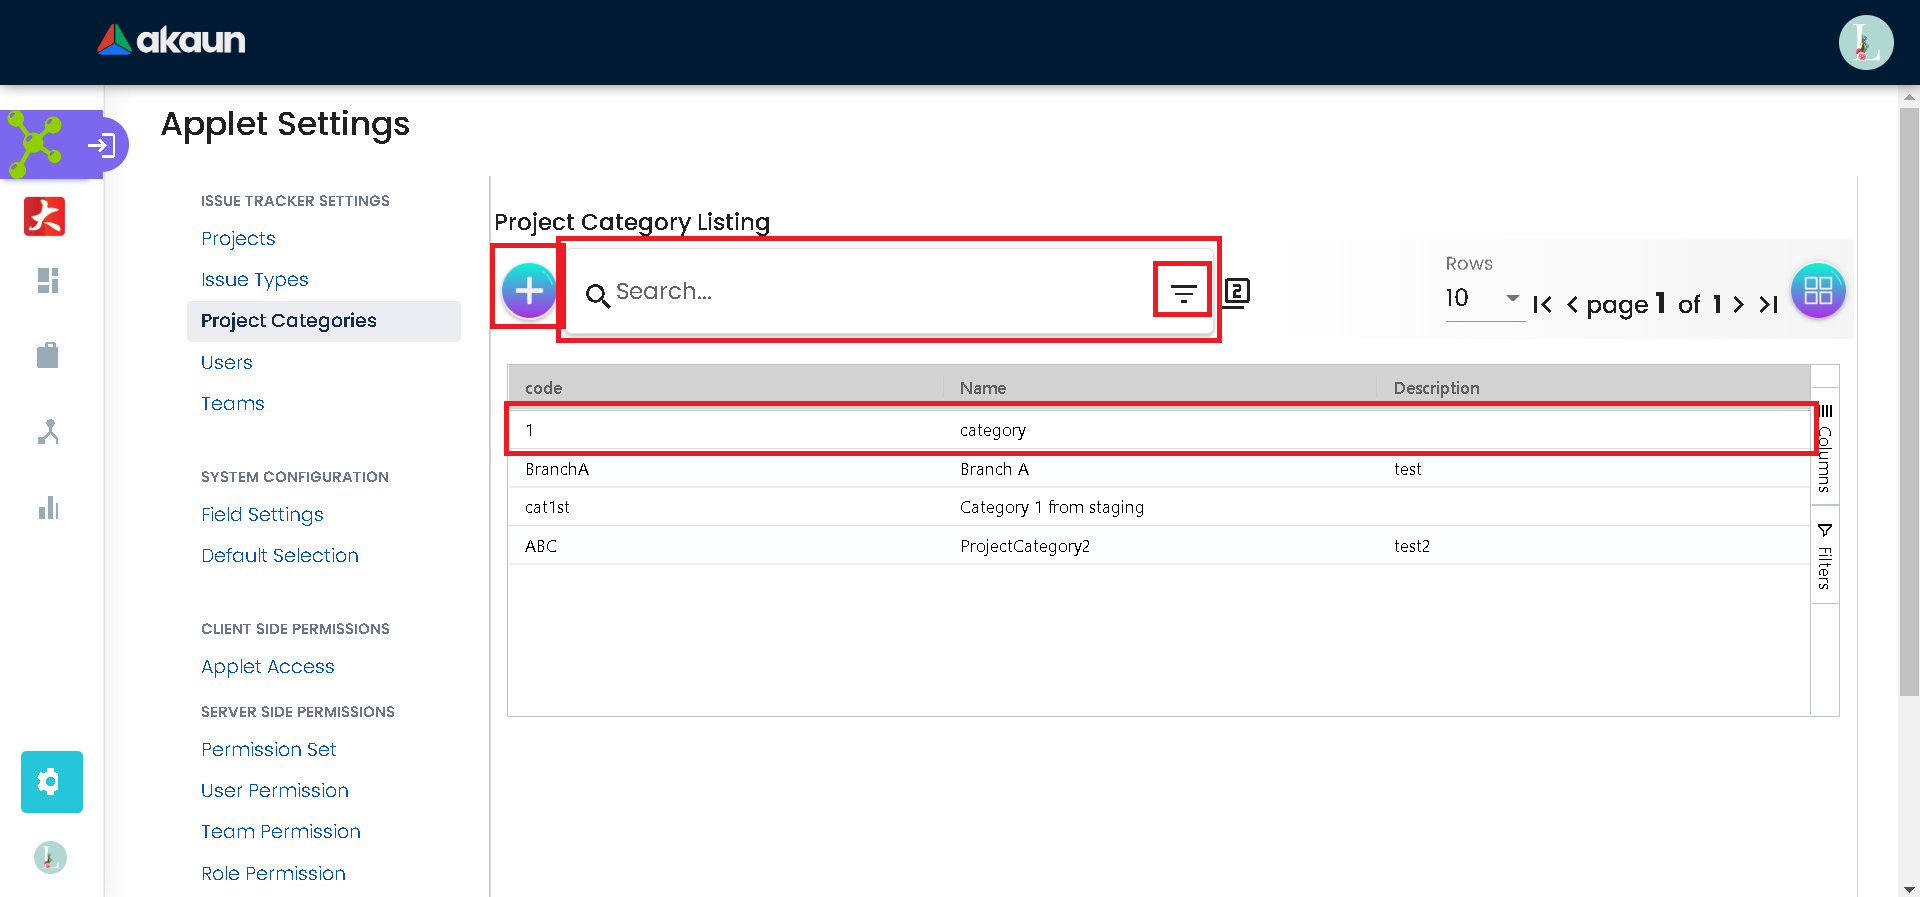 akaun
Applet Settings
ISSUE TRACKER SETTINGS
Projects
Issue Types
Project Categories
Users
Teams
SYSTEM CONFIGURATION
Field Settings
Default Selection
CLIENT SIDE PERMISSIONS
Applet Access
SERVER SIDE PERMISSIONS
Permission Set
User Permission
Team Permission
Role Permission
Project Category Listing
Search...
2
Rows
10
page 1 of 1
code Name Description
1 category
BranchA Branch A test
cat1st Category 1 from staging
ABC ProjectCategory2 test2
Columns
Filters
大
L
L